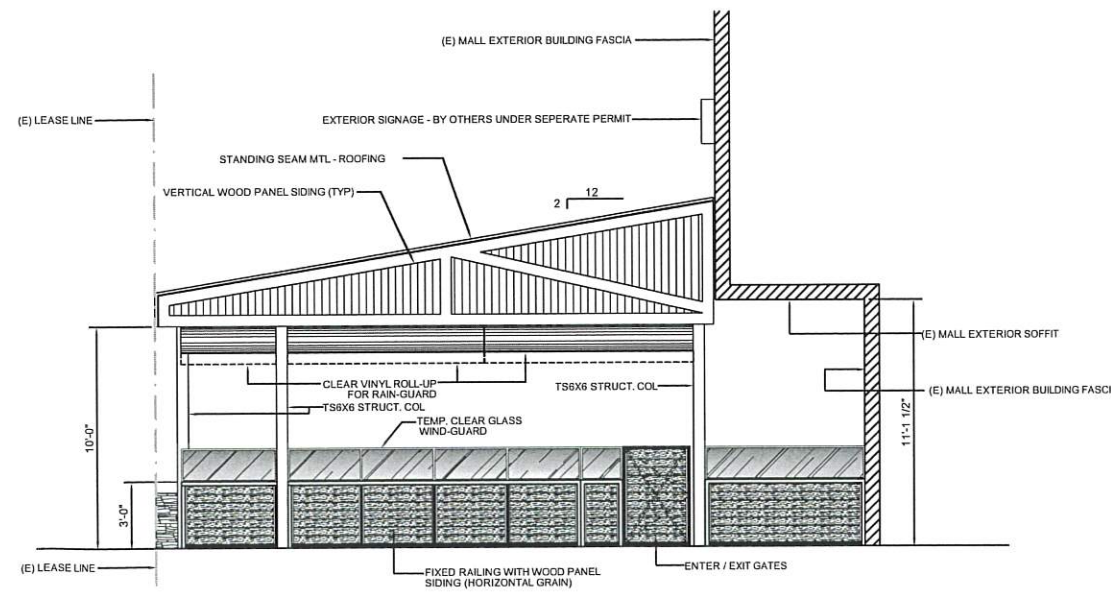 (E) MALL EXTERIOR BUILDING FASCIA
(E) LEASE LINE
EXTERIOR SIGNAGE - BY OTHERS UNDER SEPERATE PERMIT
STANDING SEAM MTL - ROOFING
VERTICAL WOOD PANEL SIDING (TYP)
12
2
(E) MALL EXTERIOR SOFFIT
CLEAR VINYL ROLL-UP
FOR RAIN-GUARD
TS6X6 STRUCT. COL
(E) MALL EXTERIOR BUILDING FASCI
TS6X6 STRUCT. COL
TEMP. CLEAR GLASS
WIND-GUARD
10'-0"
11'-1 1/2"
3'-0"
(E) LEASE LINE
FIXED RAILING WITH WOOD PANEL
SIDING (HORIZONTAL GRAIN)
ENTER / EXIT GATES